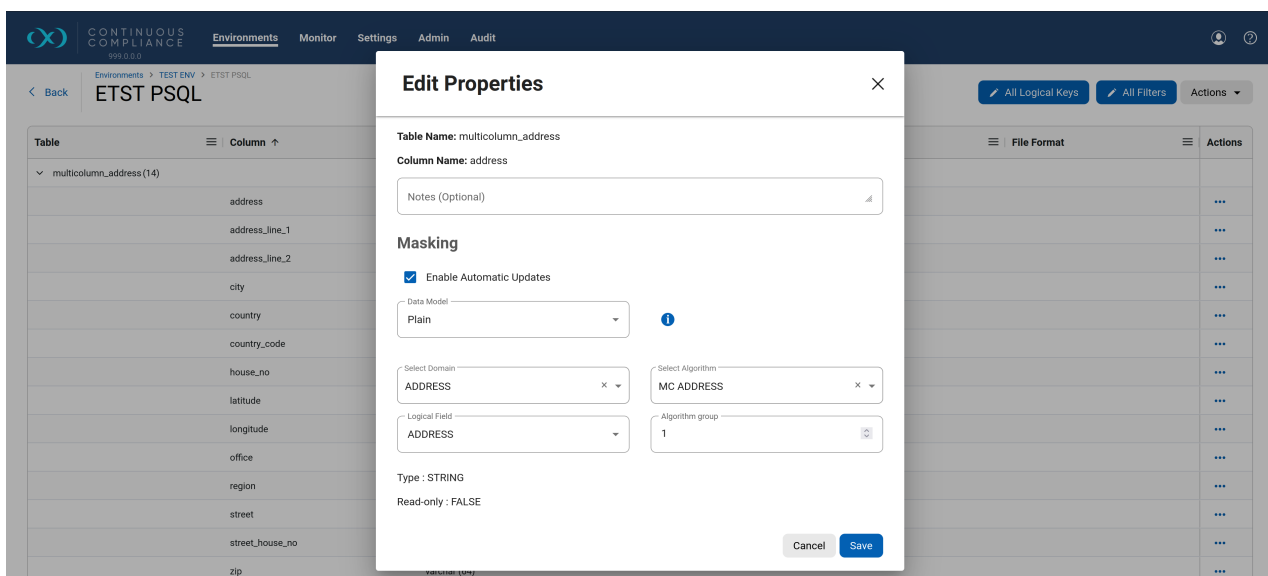 CONTINUOUS
COMPLIANCE
999.0.0.0
Environments Monitor Settings Admin Audit
Back
Environments > TEST ENV > ETST PSQL
ETST PSQL
All Logical Keys
All Filters
Actions
Table Column File Format Actions
multicolumn_address (14)
address
address_line_1
address_line_2
city
country
country_code
house_no
latitude
longitude
office
region
street
street_house_no
zip varchar (64)
Edit Properties
Table Name: multicolumn_address
Column Name: address
Notes (Optional)
Masking
Enable Automatic Updates
Data Model
Plain
Select Domain
ADDRESS
Select Algorithm
MC ADDRESS
Logical Field
ADDRESS
Algorithm group
1
Type : STRING
Read-only : FALSE
Cancel Save